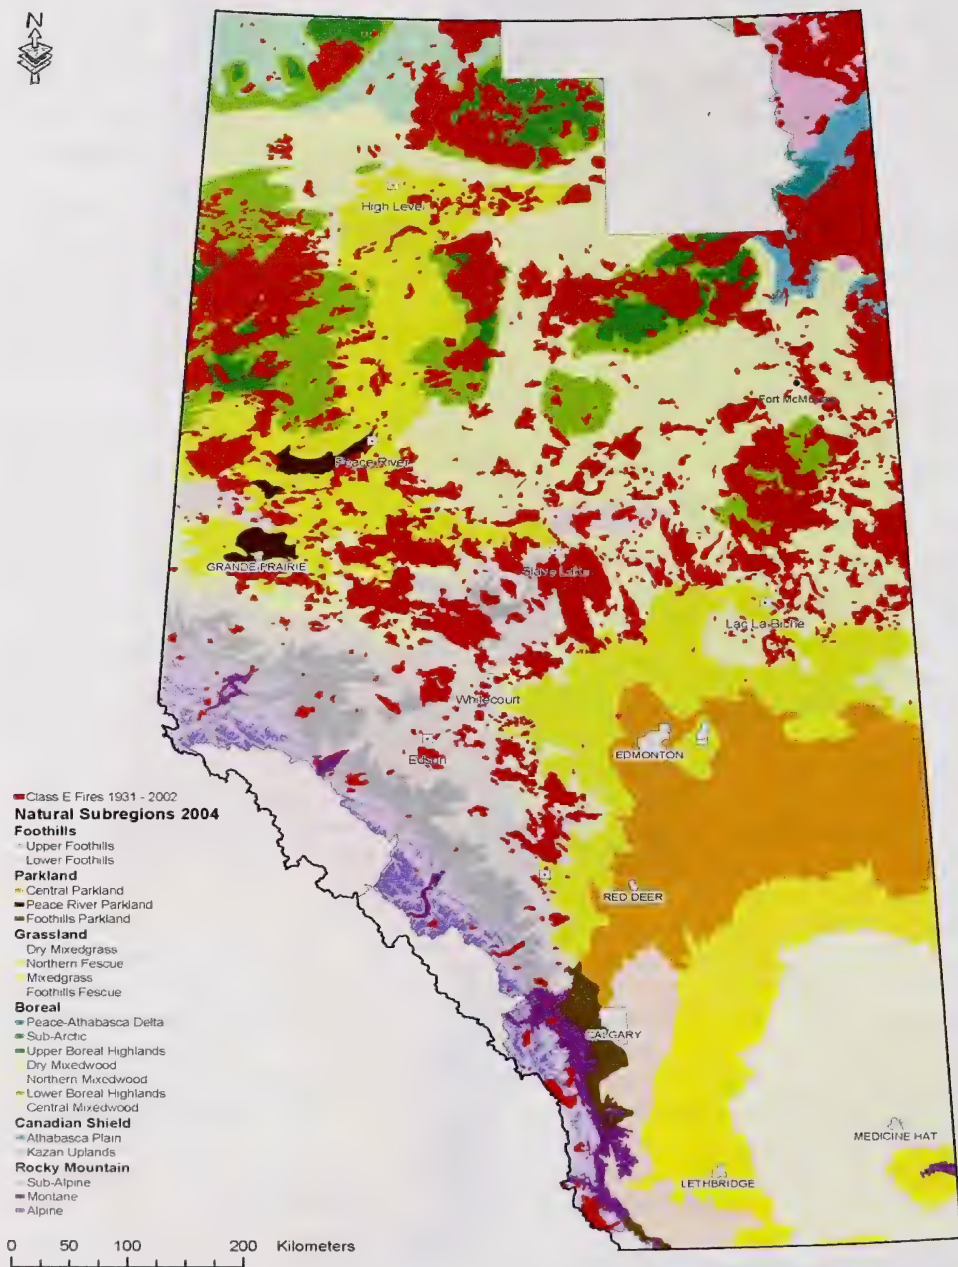 N
High Level
Fort McMurray
Peace River
GRANDE PRAIRIE
Slave Lake
Lac La Biche
Whitecourt
EDMONTON
Edson
RED DEER
CALGARY
MEDICINE HAT
LETHBRIDGE
Class E Fires 1931 - 2002
Natural Subregions 2004
Foothills
Upper Foothills
Lower Foothills
Parkland
Central Parkland
Peace River Parkland
Foothills Parkland
Grassland
Dry Mixedgrass
Northern Fescue
Mixedgrass
Foothills Fescue
Boreal
Peace-Athabasca Delta
Sub-Arctic
Upper Boreal Highlands
Dry Mixedwood
Northern Mixedwood
Lower Boreal Highlands
Central Mixedwood
Canadian Shield
Athabasca Plain
Kazan Uplands
Rocky Mountain
Sub-Alpine
Montane
Alpine
0 50 100 200 Kilometers